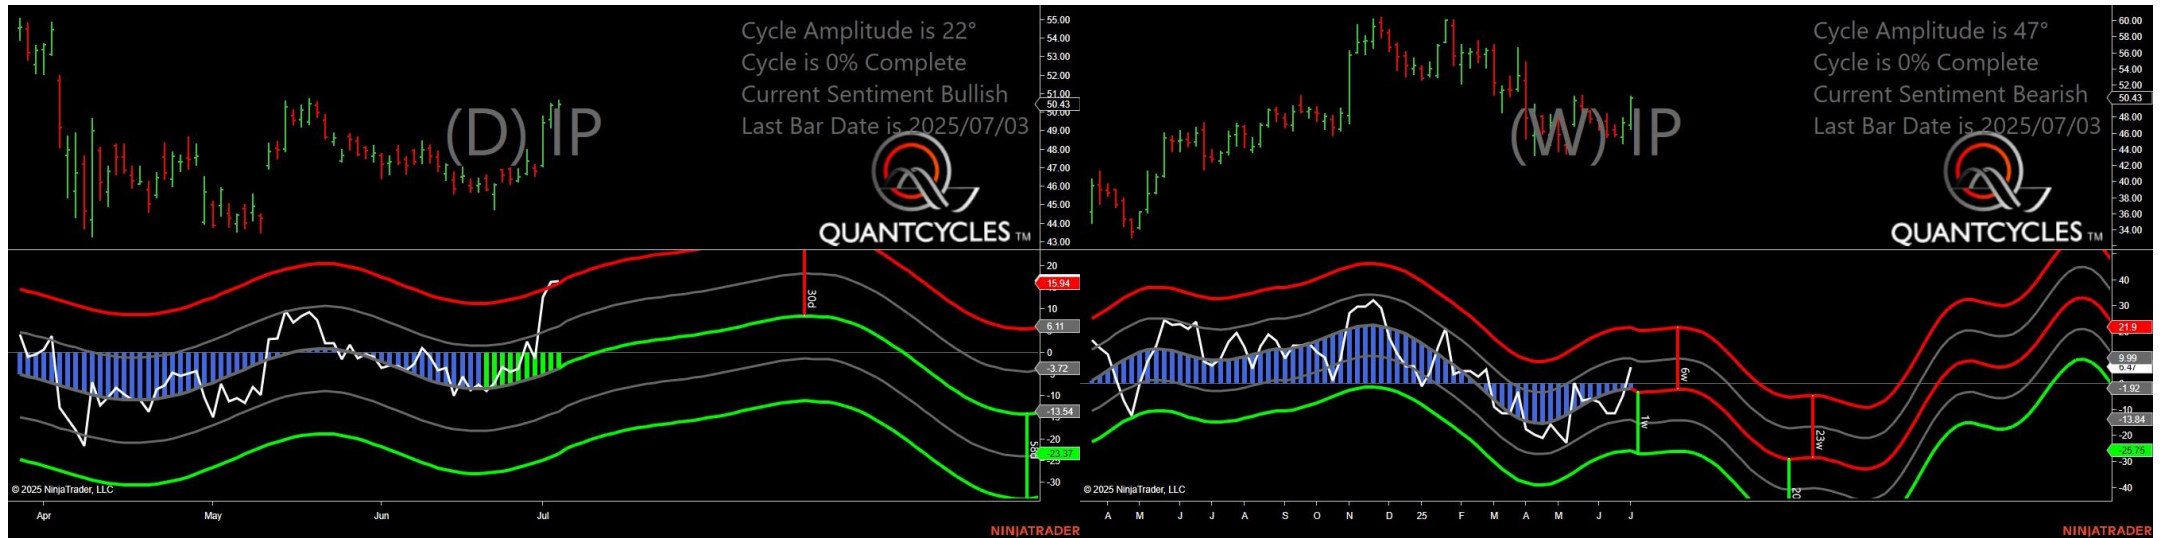 Cycle Amplitude is 22°
Cycle is 0% Complete
Current Sentiment Bullish
Last Bar Date is 2025/07/03
(D) IP
QUANTCYCLES TM
55.00
54.00
53.00
52.00
51.00
50.43
50.00
49.00
48.00
47.00
46.00
45.00
44.00
43.00
20
15.94
10
6.11
0
-3.72
-10
-13.54
-20
-23.37
-25
-30
30d
58d
© 2025 NinjaTrader, LLC
Apr
May
Jun
Jul
NINJATRADER
Cycle Amplitude is 47°
Cycle is 0% Complete
Current Sentiment Bearish
Last Bar Date is 2025/07/03
(W) IP
QUANTCYCLES TM
60.00
58.00
56.00
54.00
52.00
50.43
48.00
46.00
44.00
42.00
40.00
38.00
36.00
34.00
40
30
21.9
9.99
6.47
-1.92
-10
-13.84
-20
-25.75
-30
-40
6w
1w
23w
20
© 2025 NinjaTrader, LLC
A M J J A S O N D 25 F M A M J J
NINJATRADER